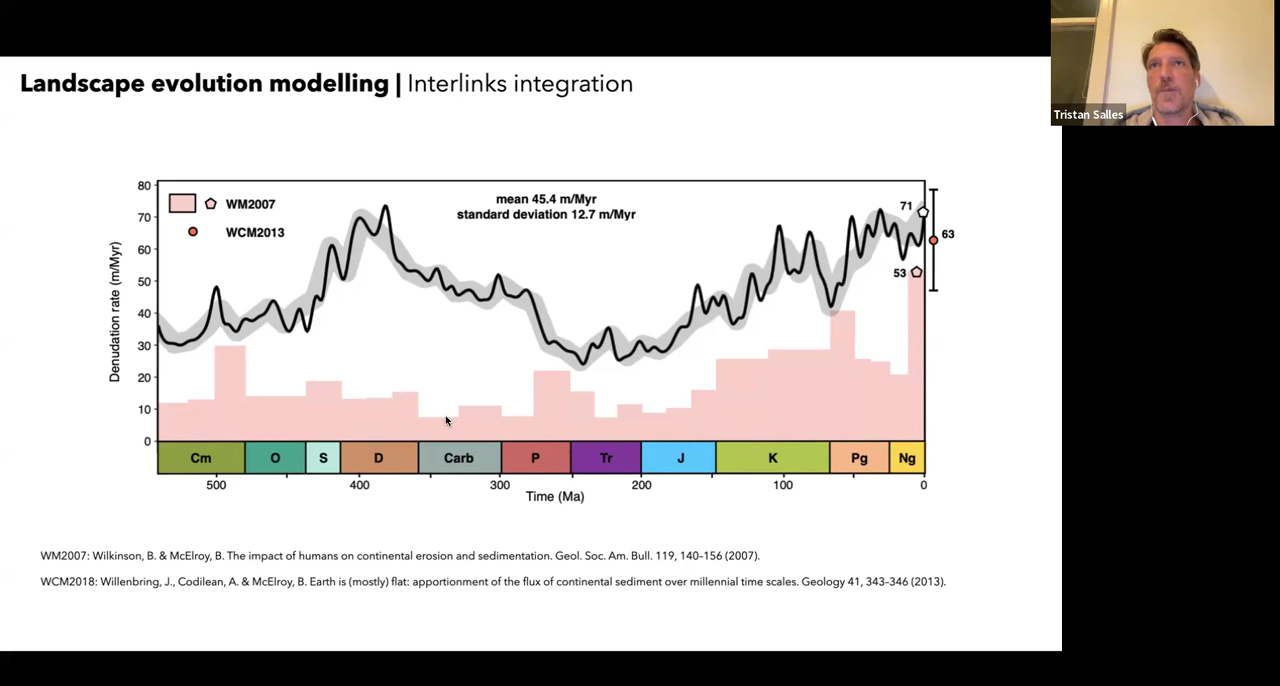 Landscape evolution modelling | Interlinks integration
Tristan Salles
80
70
60
50
40
30
20
10
0
Denudation rate (m/Myr)
WM2007
WCM2013
mean 45.4 m/Myr
standard deviation 12.7 m/Myr
71
63
53
Cm O S D Carb P Tr J K Pg Ng
500 400 300 200 100 0
Time (Ma)
WM2007: Wilkinson, B. & McElroy, B. The impact of humans on continental erosion and sedimentation. Geol. Soc. Am. Bull. 119, 140–156 (2007).
WCM2018: Willenbring, J., Codilean, A. & McElroy, B. Earth is (mostly) flat: apportionment of the flux of continental sediment over millennial time scales. Geology 41, 343–346 (2013).